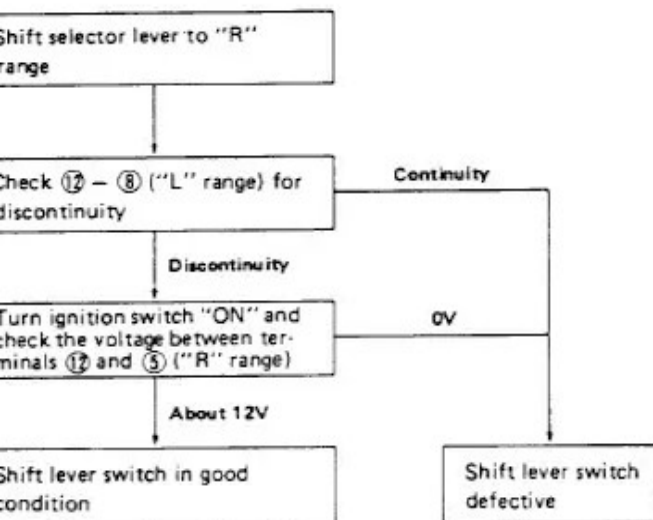 Shift selector lever to "R"
range
Check ⑫ – ⑧ ("L" range) for
discontinuity
Continuity
Discontinuity
Turn ignition switch "ON" and
check the voltage between ter-
minals ⑫ and ⑤ ("R" range)
0V
About 12V
Shift lever switch in good
condition
Shift lever switch
defective